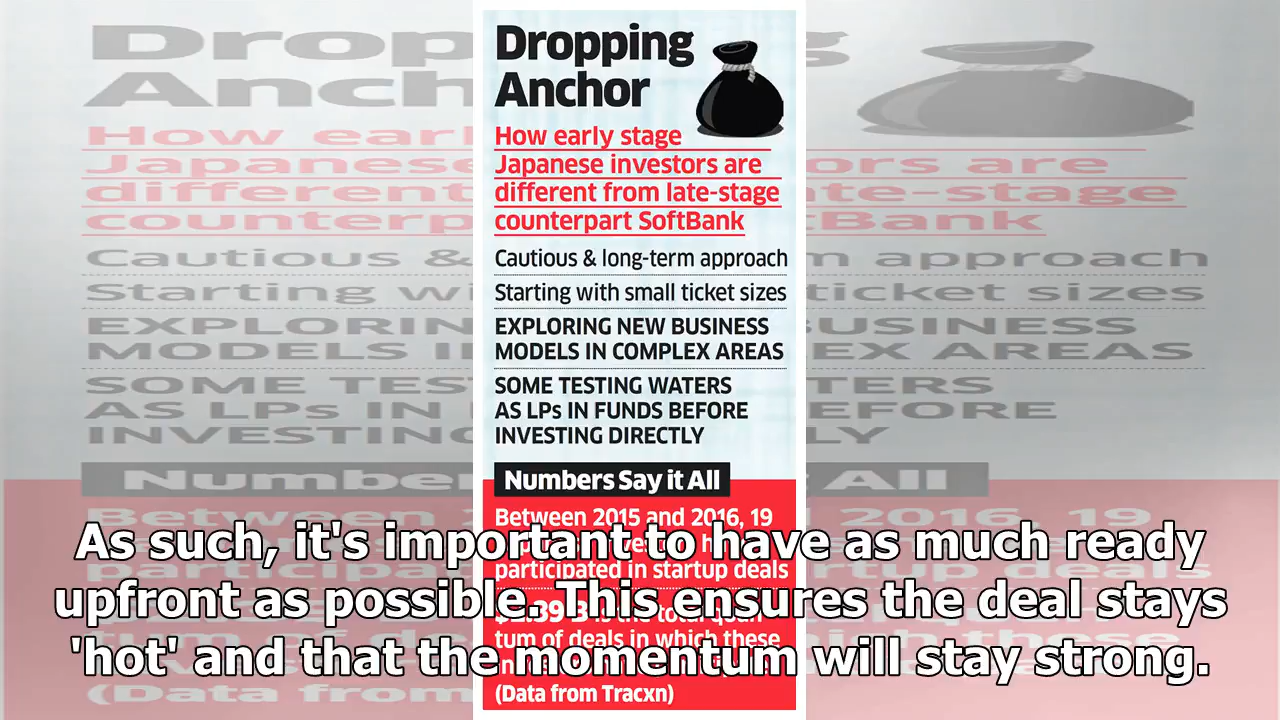 Dropping
Anchor
How early stage
Japanese investors are
different from late-stage
counterpart SoftBank
Cautious & long-term approach
Starting with small ticket sizes
EXPLORING NEW BUSINESS
MODELS IN COMPLEX AREAS
SOME TESTING WATERS
AS LPs IN FUNDS BEFORE
INVESTING DIRECTLY
Numbers Say it All
Between 2015 and 2016, 19
participated in startup deals
is the total
tum of deals in which these
(Data from Tracxn)
As such, it's important to have as much ready
upfront as possible. This ensures the deal stays
'hot' and that the momentum will stay strong.